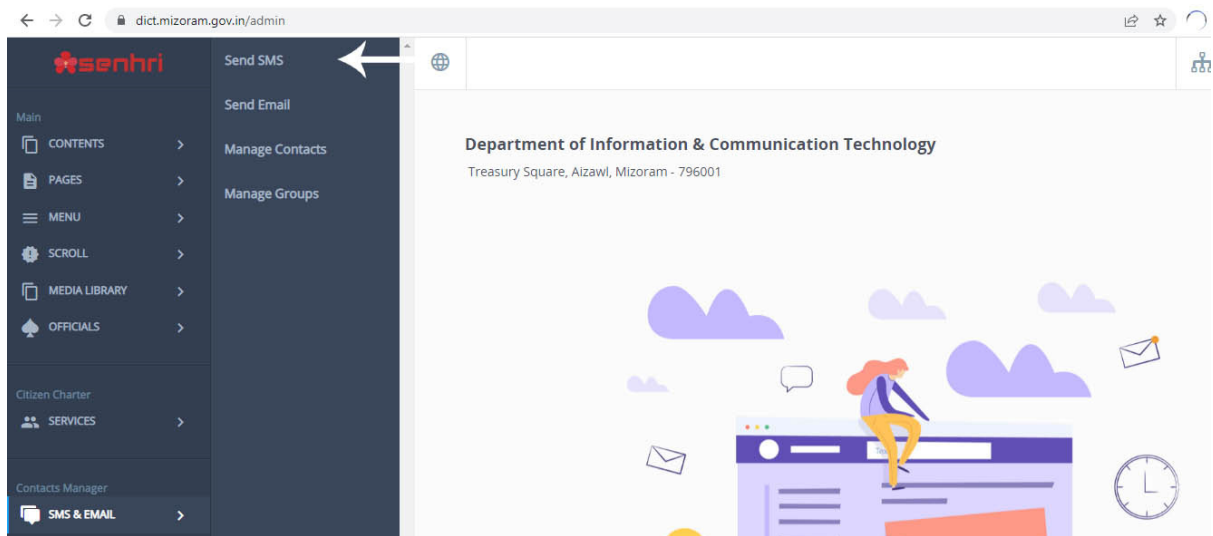 dict.mizoram.gov.in/admin
senhri
Main
CONTENTS
PAGES
MENU
SCROLL
MEDIA LIBRARY
OFFICIALS
Citizen Charter
SERVICES
Contacts Manager
SMS & EMAIL
Send SMS
Send Email
Manage Contacts
Manage Groups
Department of Information & Communication Technology
Treasury Square, Aizawl, Mizoram - 796001